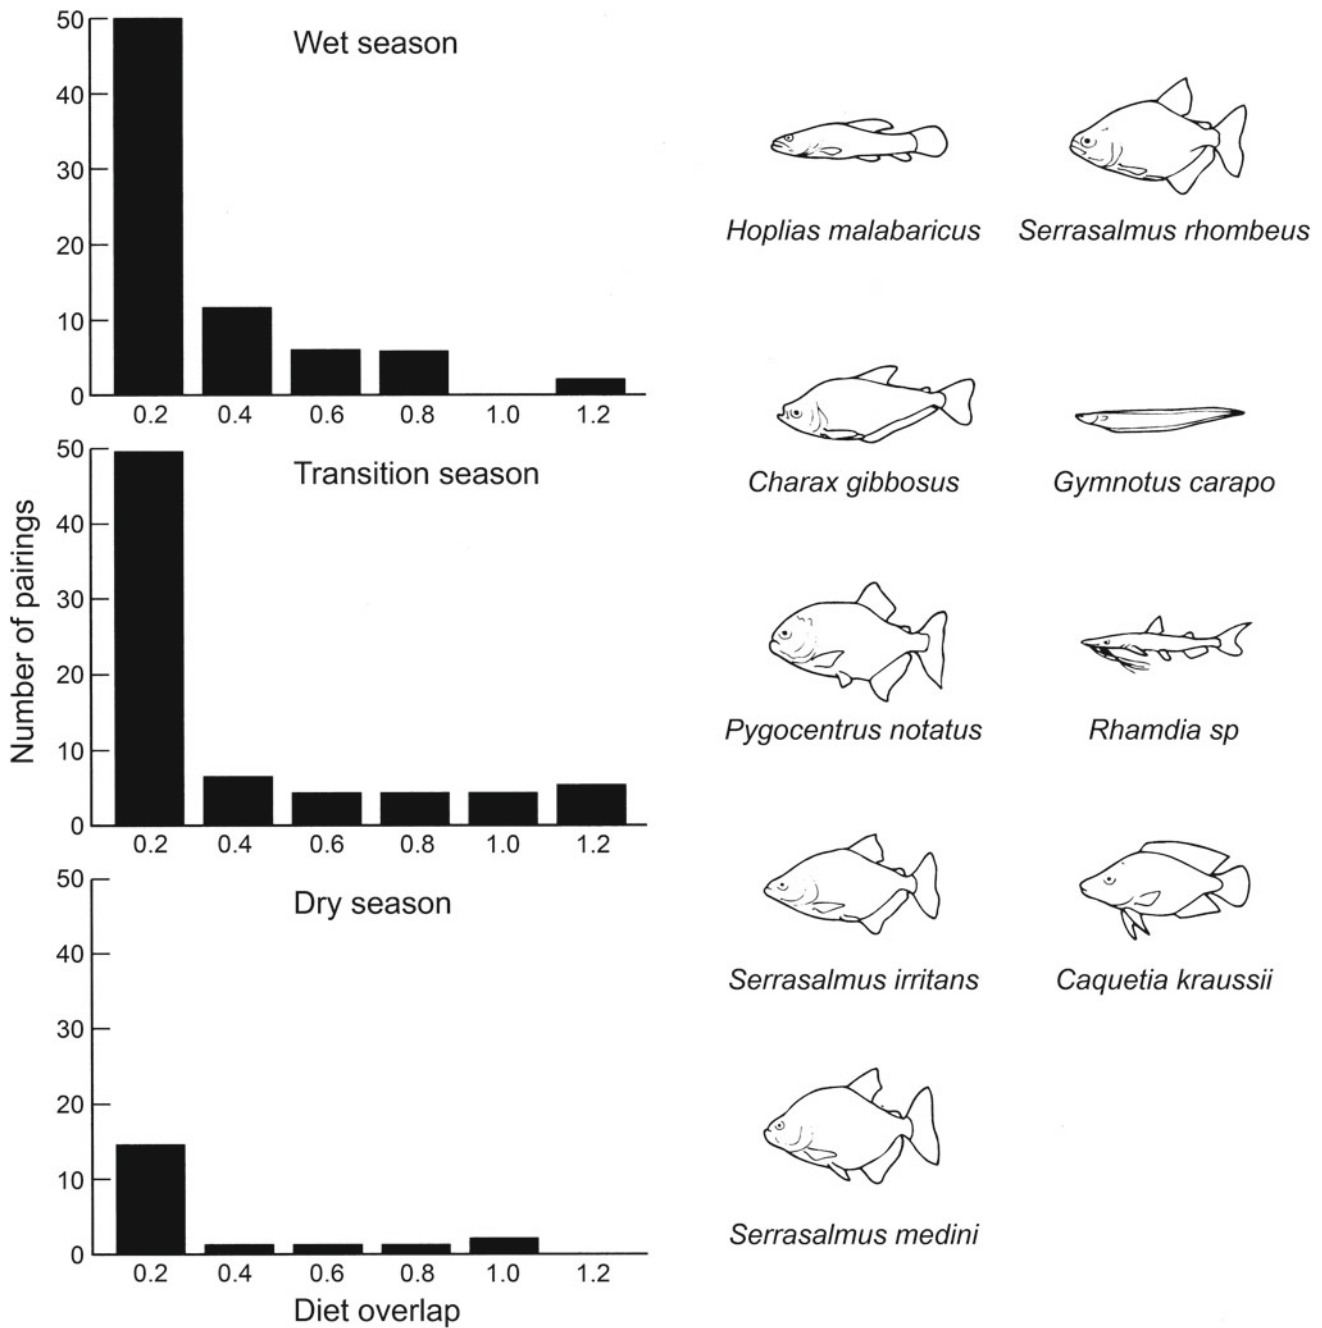 Wet season
50
40
30
20
10
0
0.2 0.4 0.6 0.8 1.0 1.2
Transition season
50
40
30
20
10
0
0.2 0.4 0.6 0.8 1.0 1.2
Number of pairings
Dry season
50
40
30
20
10
0
0.2 0.4 0.6 0.8 1.0 1.2
Diet overlap
Hoplias malabaricus Serrasalmus rhombeus
Charax gibbosus Gymnotus carapo
Pygocentrus notatus Rhamdia sp
Serrasalmus irritans Caquetia kraussii
Serrasalmus medini